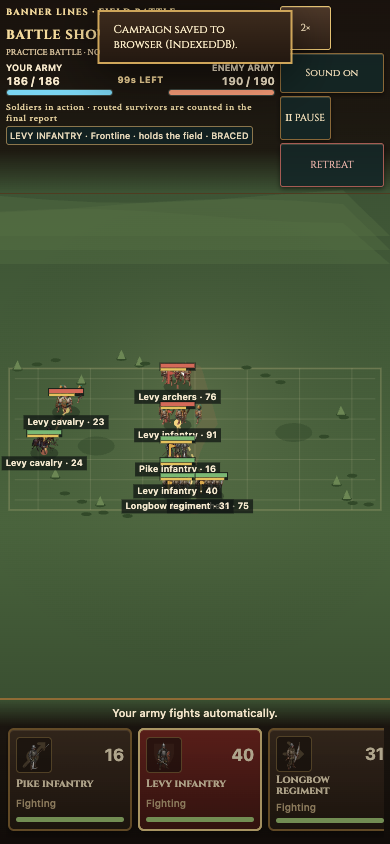 BANNER LINES · FIELD BATTLE
BATTLE SHO
PRACTICE BATTLE · NO
Campaign saved to
browser (IndexedDB).
2×
YOUR ARMY
186 / 186
99s LEFT
ENEMY ARMY
190 / 190
Sound on
Soldiers in action · routed survivors are counted in the
final report
LEVY INFANTRY · Frontline · holds the field · BRACED
II PAUSE
RETREAT
Levy archers · 76
Levy cavalry · 23
Levy infantry · 91
Levy cavalry · 24
Pike infantry · 16
Levy infantry · 40
Longbow regiment · 31 · 75
Your army fights automatically.
16
Pike infantry
Fighting
40
Levy infantry
Fighting
31
Longbow
regiment
Fighting